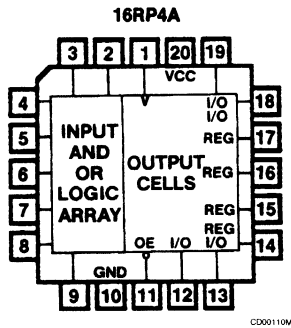 16RP4A
3 2 1 20 19
VCC
4 I/O 18
I/O
5 INPUT AND OR LOGIC ARRAY REG 17
6 OUTPUT CELLS REG 16
7 REG 15
REG
8 OE I/O I/O 14
GND
9 10 11 12 13
CD00110M